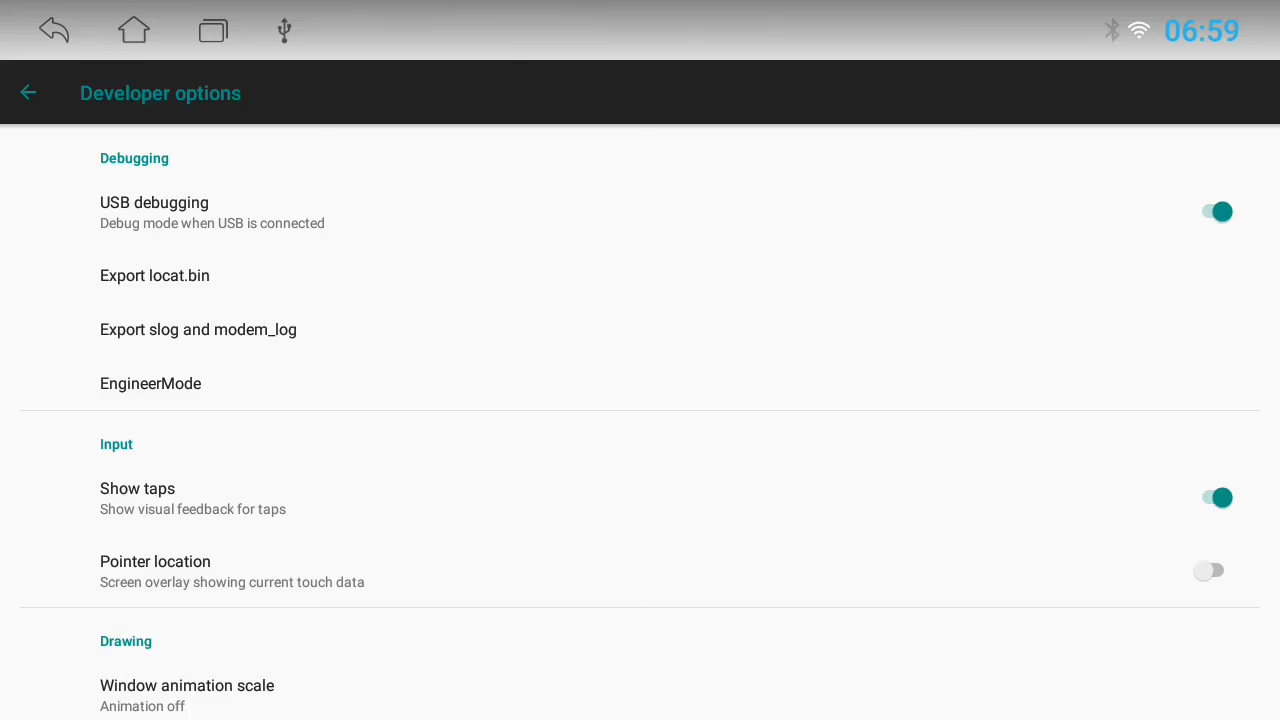 06:59
Developer options
Debugging
USB debugging
Debug mode when USB is connected
Export locat.bin
Export slog and modem_log
EngineerMode
Input
Show taps
Show visual feedback for taps
Pointer location
Screen overlay showing current touch data
Drawing
Window animation scale
Animation off